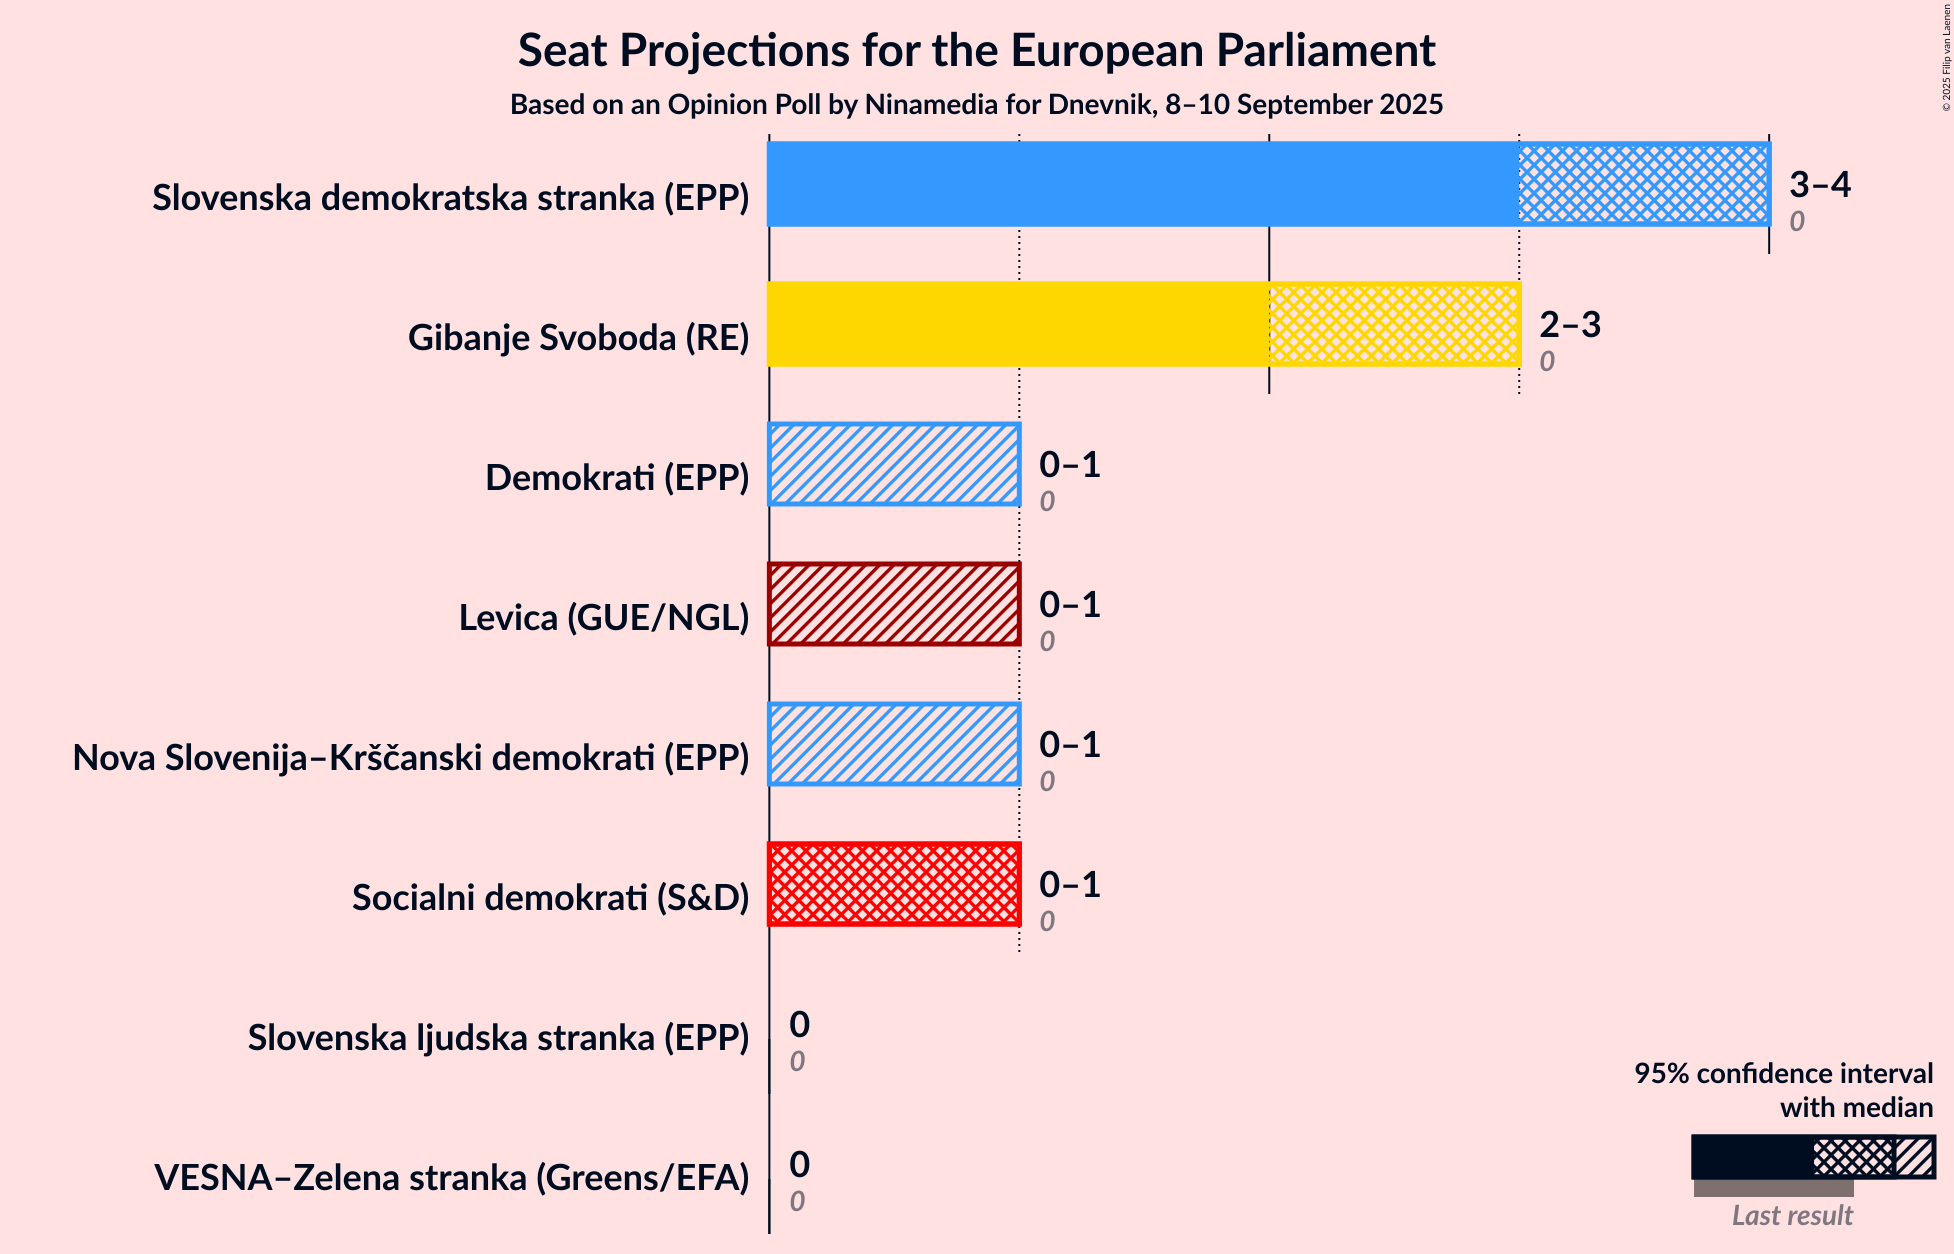 Seat Projections for the European Parliament
Based on an Opinion Poll by Ninamedia for Dnevnik, 8–10 September 2025
© 2025 Filip van Laenen
Slovenska demokratska stranka (EPP)
3–4
0
Gibanje Svoboda (RE)
2–3
0
Demokrati (EPP)
0–1
0
Levica (GUE/NGL)
0–1
0
Nova Slovenija–Krščanski demokrati (EPP)
0–1
0
Socialni demokrati (S&D)
0–1
0
Slovenska ljudska stranka (EPP)
0
0
VESNA–Zelena stranka (Greens/EFA)
0
0
95% confidence interval
with median
Last result